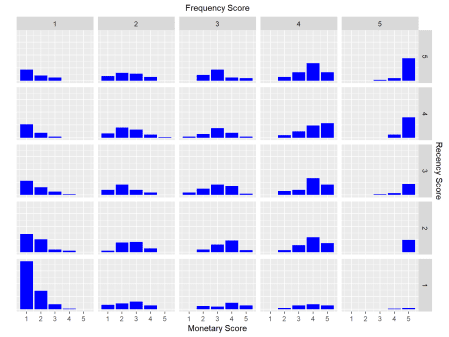 Frequency Score
1 2 3 4 5
5
4
3
2
1
Recency Score
1 2 3 4 5 1 2 3 4 5 1 2 3 4 5 1 2 3 4 5 1 2 3 4 5
Monetary Score